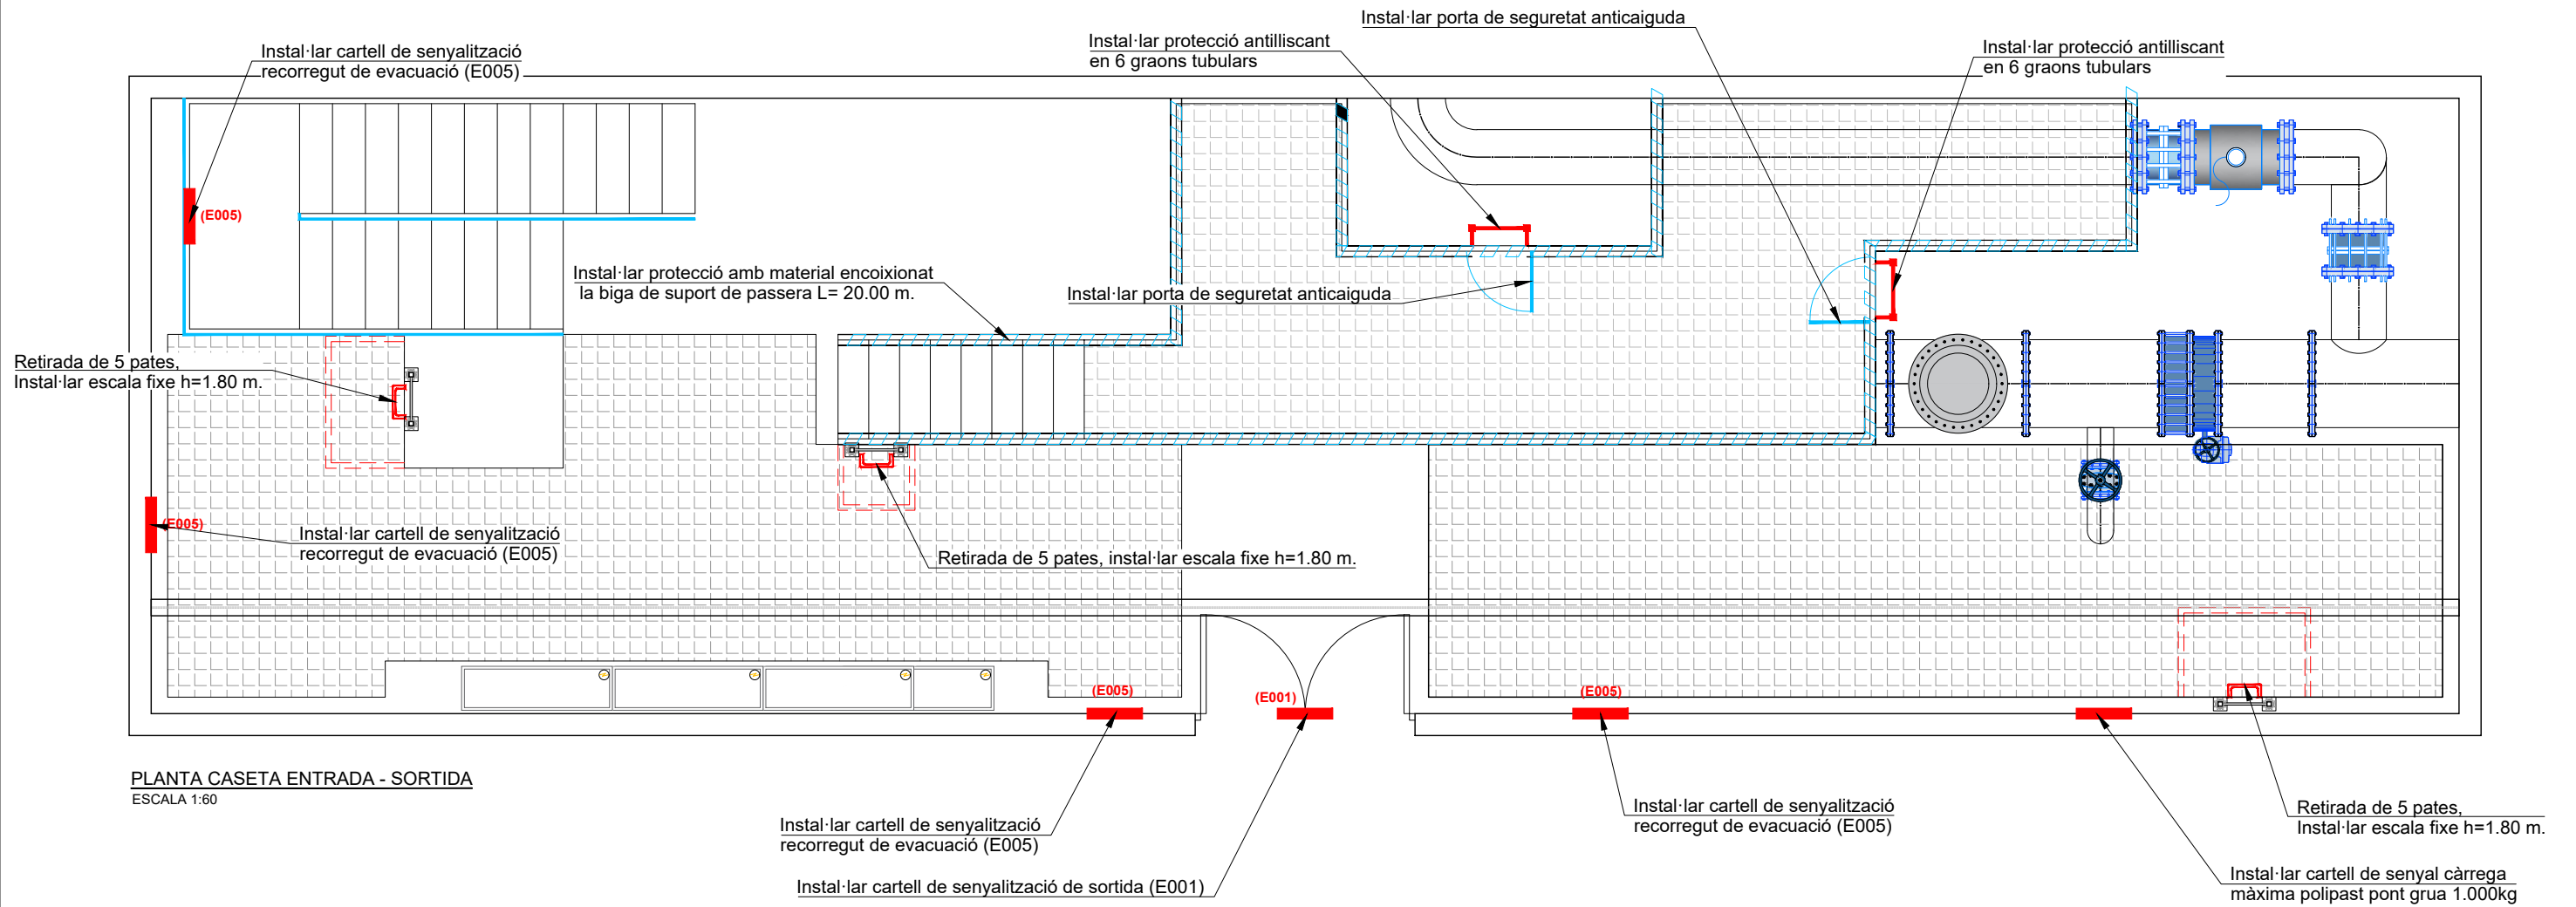 Instal·lar porta de seguretat anticaiguda
Instal·lar protecció antilliscant
en 6 graons tubulars
Instal·lar protecció antilliscant
en 6 graons tubulars
Instal·lar cartell de senyalització
recorregut de evacuació (E005)
(E005)
Instal·lar protecció amb material encoixionat
la biga de suport de passera L= 20.00 m.
Instal·lar porta de seguretat anticaiguda
Retirada de 5 pates,
Instal·lar escala fixe h=1.80 m.
(E005)
Instal·lar cartell de senyalització
recorregut de evacuació (E005)
Retirada de 5 pates, instal·lar escala fixe h=1.80 m.
(E005)
(E001)
(E005)
PLANTA CASETA ENTRADA - SORTIDA
ESCALA 1:60
Instal·lar cartell de senyalització
recorregut de evacuació (E005)
Instal·lar cartell de senyalització
recorregut de evacuació (E005)
Retirada de 5 pates,
Instal·lar escala fixe h=1.80 m.
Instal·lar cartell de senyalització de sortida (E001)
Instal·lar cartell de senyal càrrega
màxima polipast pont grua 1.000kg